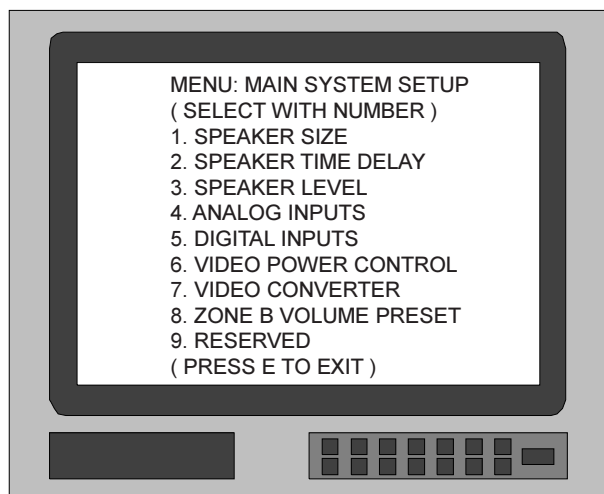 MENU: MAIN SYSTEM SETUP
( SELECT WITH NUMBER )
1. SPEAKER SIZE
2. SPEAKER TIME DELAY
3. SPEAKER LEVEL
4. ANALOG INPUTS
5. DIGITAL INPUTS
6. VIDEO POWER CONTROL
7. VIDEO CONVERTER
8. ZONE B VOLUME PRESET
9. RESERVED
( PRESS E TO EXIT )